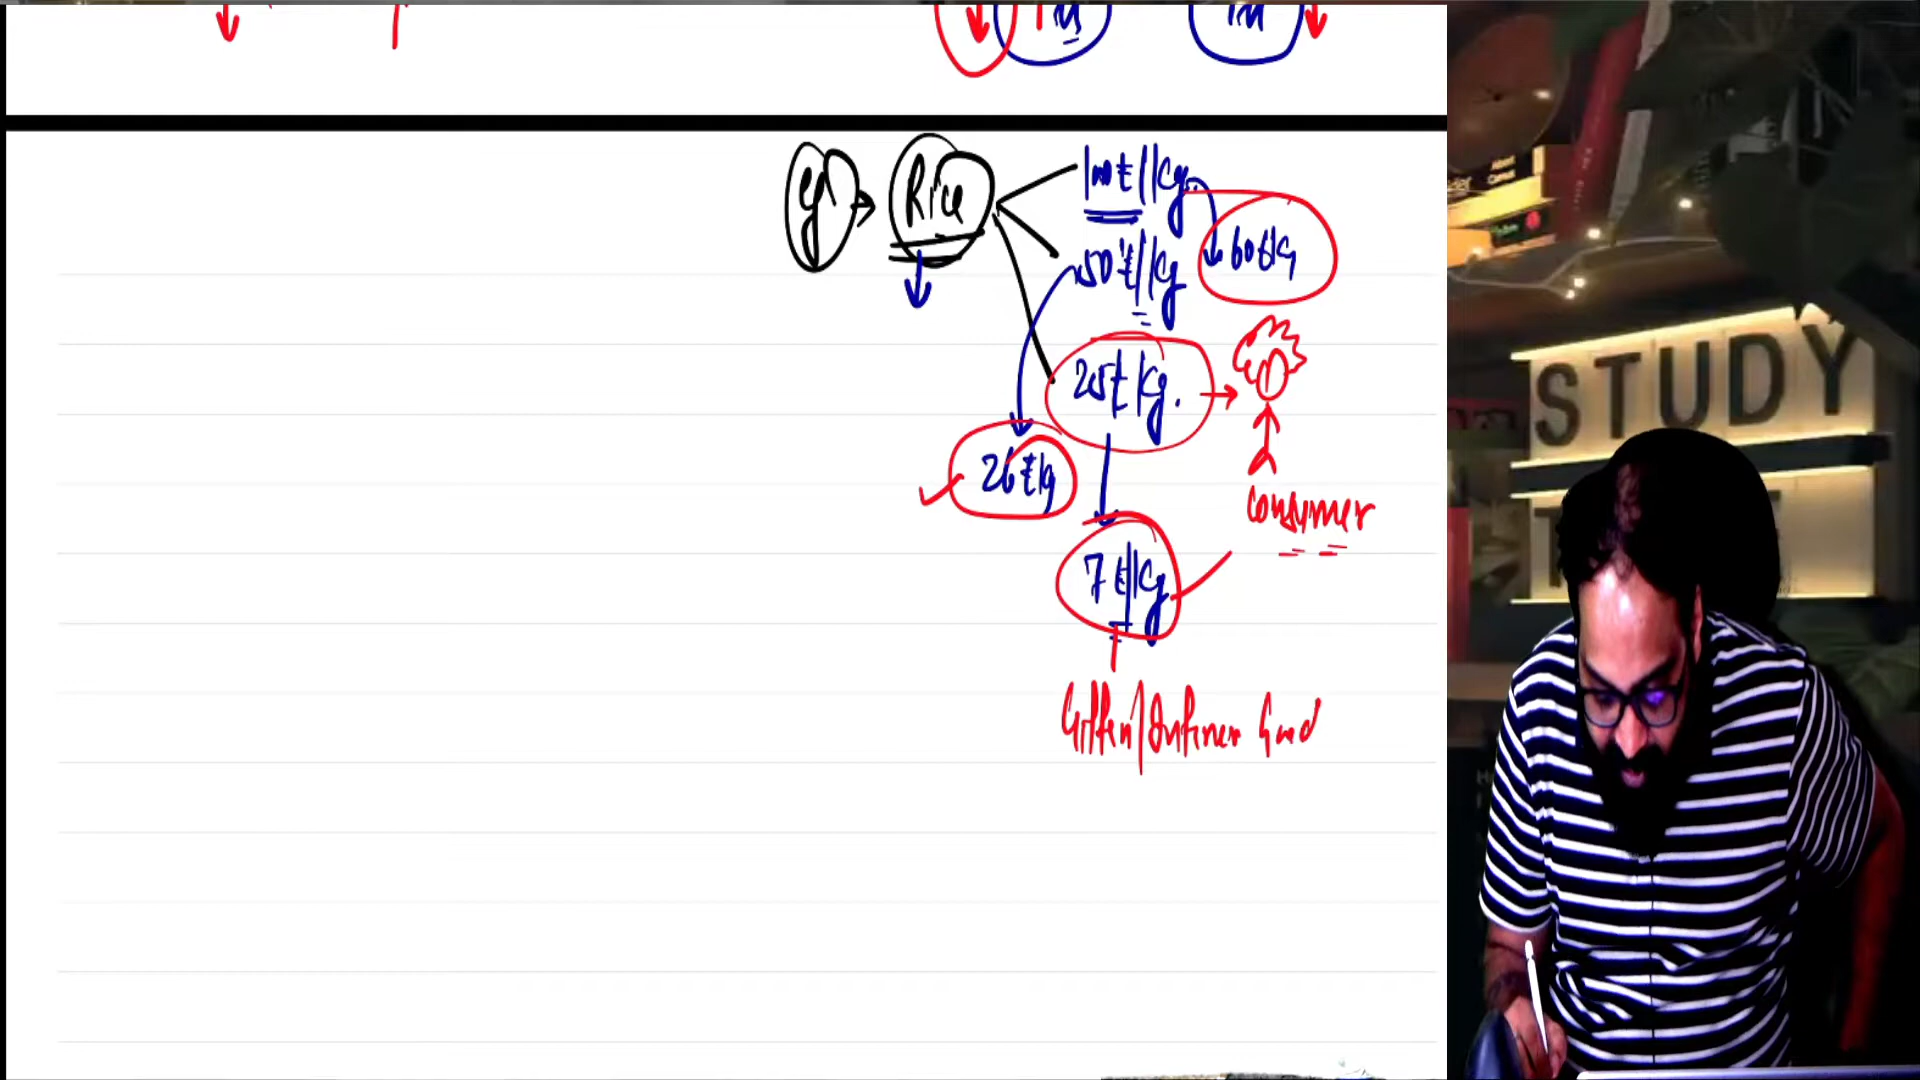 eg → Rice
100 ₹/kg.
60 ₹/kg
50 ₹/kg
25 ₹/kg.
26 ₹/kg
consumer
7 ₹/kg
Giffen/Inferior Good
STUDY